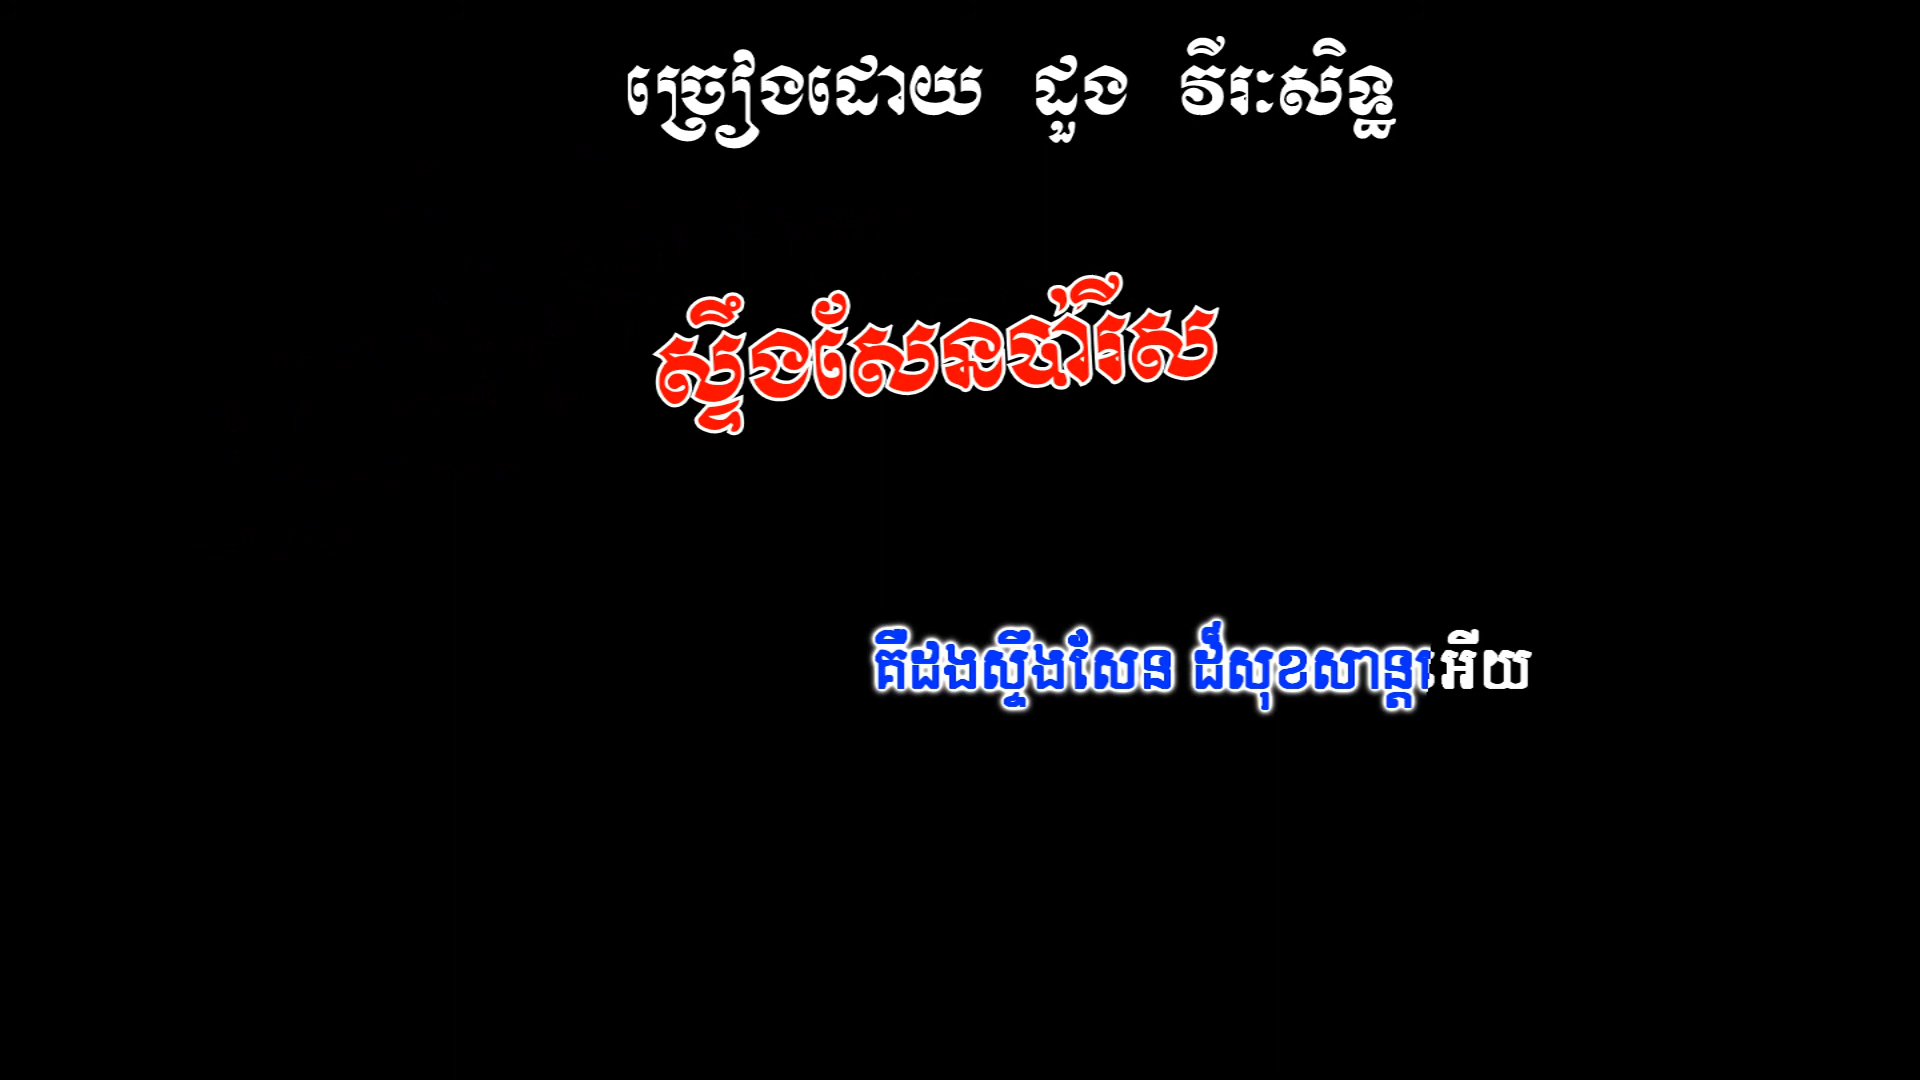 ច្រៀងដោយ ដួង វីរៈសិទ្ធ
ស្ទឹងសែនប៉ារីស
គឺដងស្ទឹងសែន ដ៏សុខសាន្តរអើយ